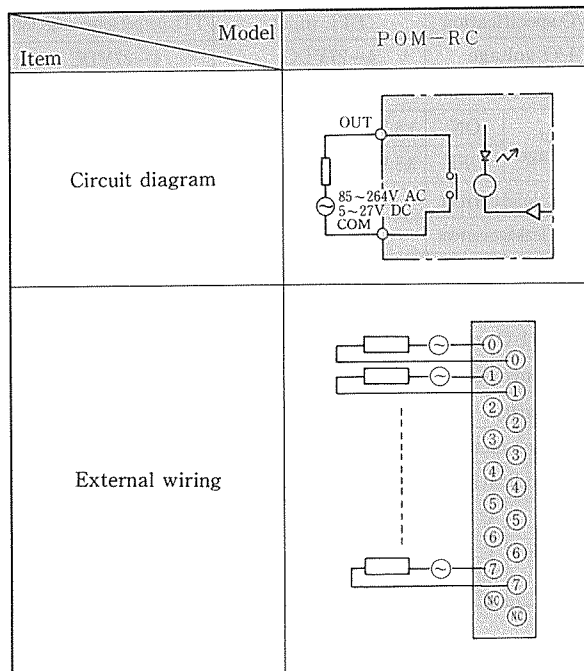 Model
Item
POM-RC
Circuit diagram
OUT
85~264V AC
5~27V DC
COM
External wiring
0
0
1
1
2
2
3
3
4
4
5
5
6
6
7
7
NC
NC